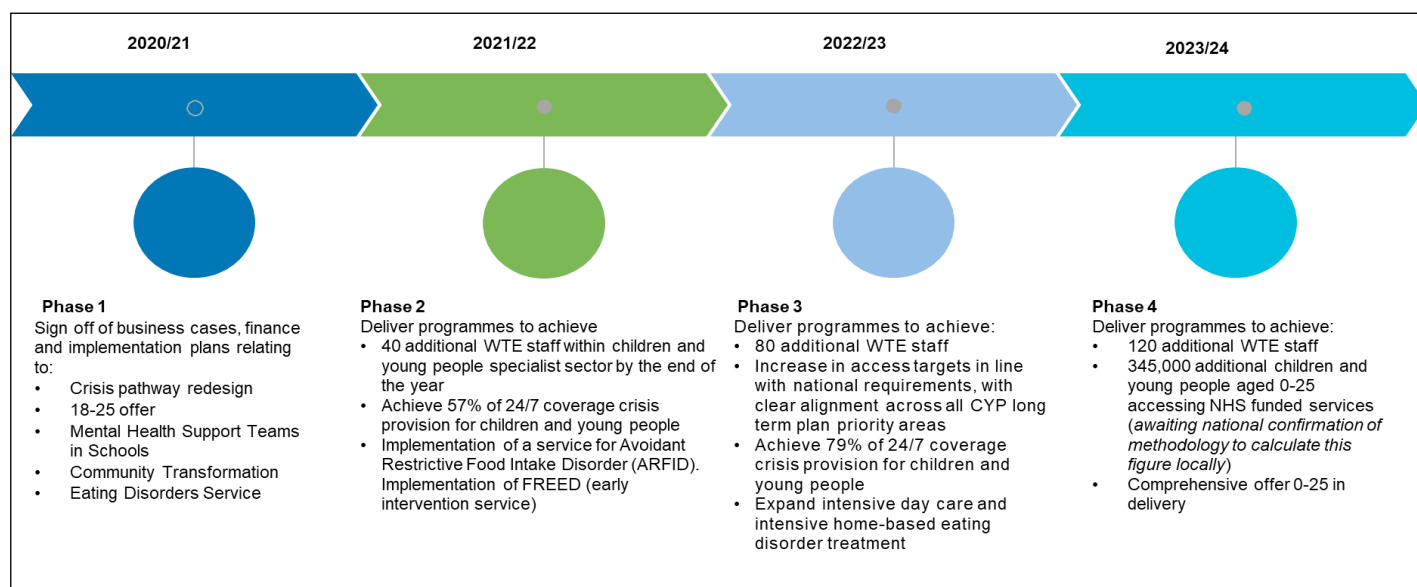 in Schools
2020/21
2021/22
2022/23
2023/24
Phase 1
Sign off of business cases, finance
and implementation plans relating
to:
• Crisis pathway redesign
• 18-25 offer
• Mental Health Support Teams
in Schools
• Community Transformation
• Eating Disorders Service
Phase 2
Deliver programmes to achieve
• 40 additional WTE staff within children and
young people specialist sector by the end of
the year
• Achieve 57% of 24/7 coverage crisis
provision for children and young people
• Implementation of a service for Avoidant
Restrictive Food Intake Disorder (ARFID).
Implementation of FREED (early
intervention service)
Phase 3
Deliver programmes to achieve:
• 80 additional WTE staff
• Increase in access targets in line
with national requirements, with
clear alignment across all CYP long
term plan priority areas
• Achieve 79% of 24/7 coverage
crisis provision for children and
young people
• Expand intensive day care and
intensive home-based eating
disorder treatment
Phase 4
Deliver programmes to achieve:
• 120 additional WTE staff
• 345,000 additional children and
young people aged 0-25
accessing NHS funded services
(awaiting national confirmation of
methodology to calculate this
figure locally)
• Comprehensive offer 0-25 in
delivery